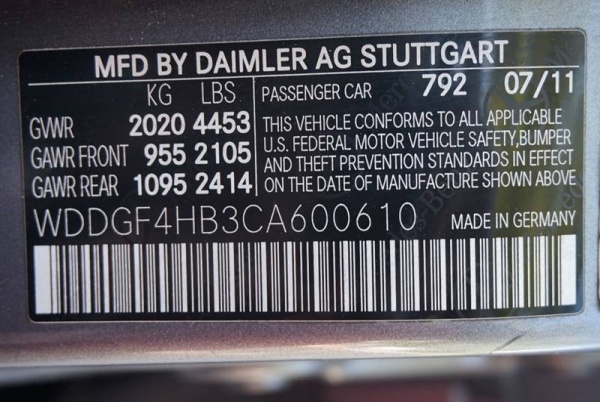 MFD BY DAIMLER AG STUTTGART
KG LBS
GVWR 2020 4453
GAWR FRONT 955 2105
GAWR REAR 1095 2414
PASSENGER CAR 792 07/11
THIS VEHICLE CONFORMS TO ALL APPLICABLE
U.S. FEDERAL MOTOR VEHICLE SAFETY,BUMPER
AND THEFT PREVENTION STANDARDS IN EFFECT
ON THE DATE OF MANUFACTURE SHOWN ABOVE
WDDGF4HB3CA600610 MADE IN GERMANY